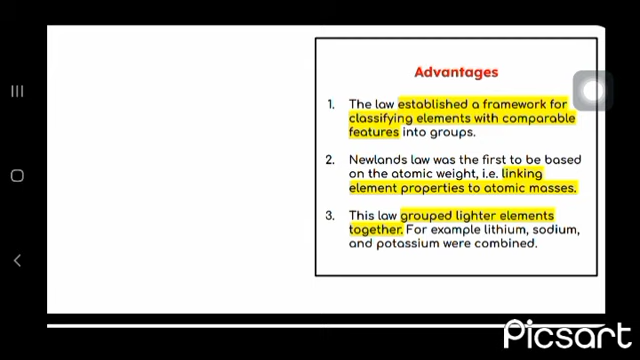 Advantages
1. The law established a framework for
classifying elements with comparable
features into groups.
2. Newlands law was the first to be based
on the atomic weight, i.e. linking
element properties to atomic masses.
3. This law grouped lighter elements
together. For example lithium, sodium,
and potassium were combined.
Picsart